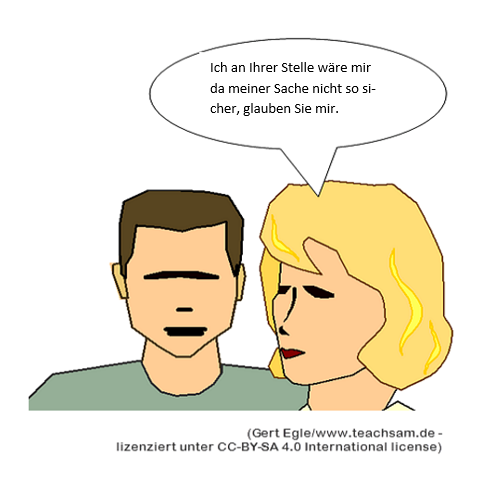 Ich an Ihrer Stelle wäre mir
da meiner Sache nicht so si-
cher, glauben Sie mir.
(Gert Egle/www.teachsam.de -
lizenziert unter CC-BY-SA 4.0 International license)